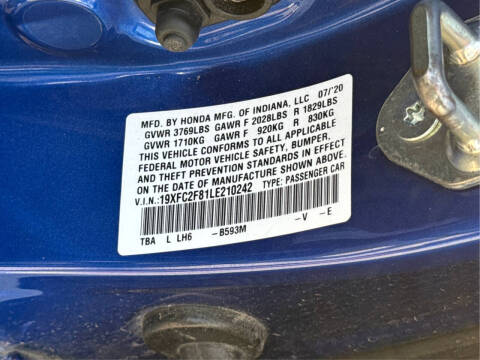 MFD. BY HONDA MFG. OF INDIANA, LLC 07/'20
GVWR 3769LBS GAWR F 2028LBS R 1829LBS
GVWR 1710KG GAWR F 920KG R 830KG
THIS VEHICLE CONFORMS TO ALL APPLICABLE
FEDERAL MOTOR VEHICLE SAFETY, BUMPER,
AND THEFT PREVENTION STANDARDS IN EFFECT
ON THE DATE OF MANUFACTURE SHOWN ABOVE.
V.I.N.:19XFC2F81LE210242 TYPE: PASSENGER CAR
TBA L LH6 -B593M -V -E